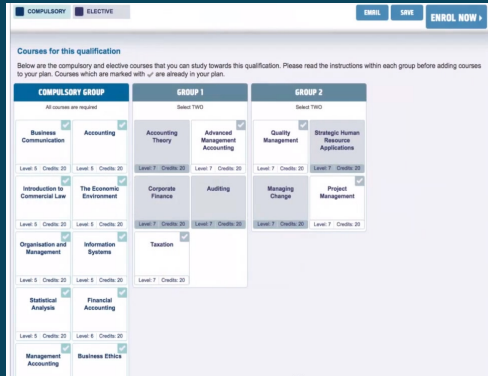 COMPULSORY ELECTIVE
EMAIL SAVE ENROL NOW
Courses for this qualification
Below are the compulsory and elective courses that you can study towards this qualification. Please read the instructions within each group before adding courses
to your plan. Courses which are marked with ✓ are already in your plan.
COMPULSORY GROUP
All courses are required
Business
Communication
Level: 5 Credits: 20
Accounting
Level: 5 Credits: 20
Introduction to
Commercial Law
Level: 5 Credits: 20
The Economic
Environment
Level: 5 Credits: 20
Organisation and
Management
Level: 5 Credits: 20
Information
Systems
Level: 5 Credits: 20
Statistical
Analysis
Level: 5 Credits: 20
Financial
Accounting
Level: 6 Credits: 20
Management
Accounting
Business Ethics
GROUP 1
Select TWO
Accounting
Theory
Level: 7 Credits: 20
Advanced
Management
Accounting
Level: 7 Credits: 20
Corporate
Finance
Level: 7 Credits: 20
Auditing
Level: 7 Credits: 20
Taxation
Level: 7 Credits: 20
GROUP 2
Select TWO
Quality
Management
Level: 7 Credits: 20
Strategic Human
Resource
Applications
Level: 7 Credits: 20
Managing
Change
Level: 7 Credits: 20
Project
Management
Level: 7 Credits: 20